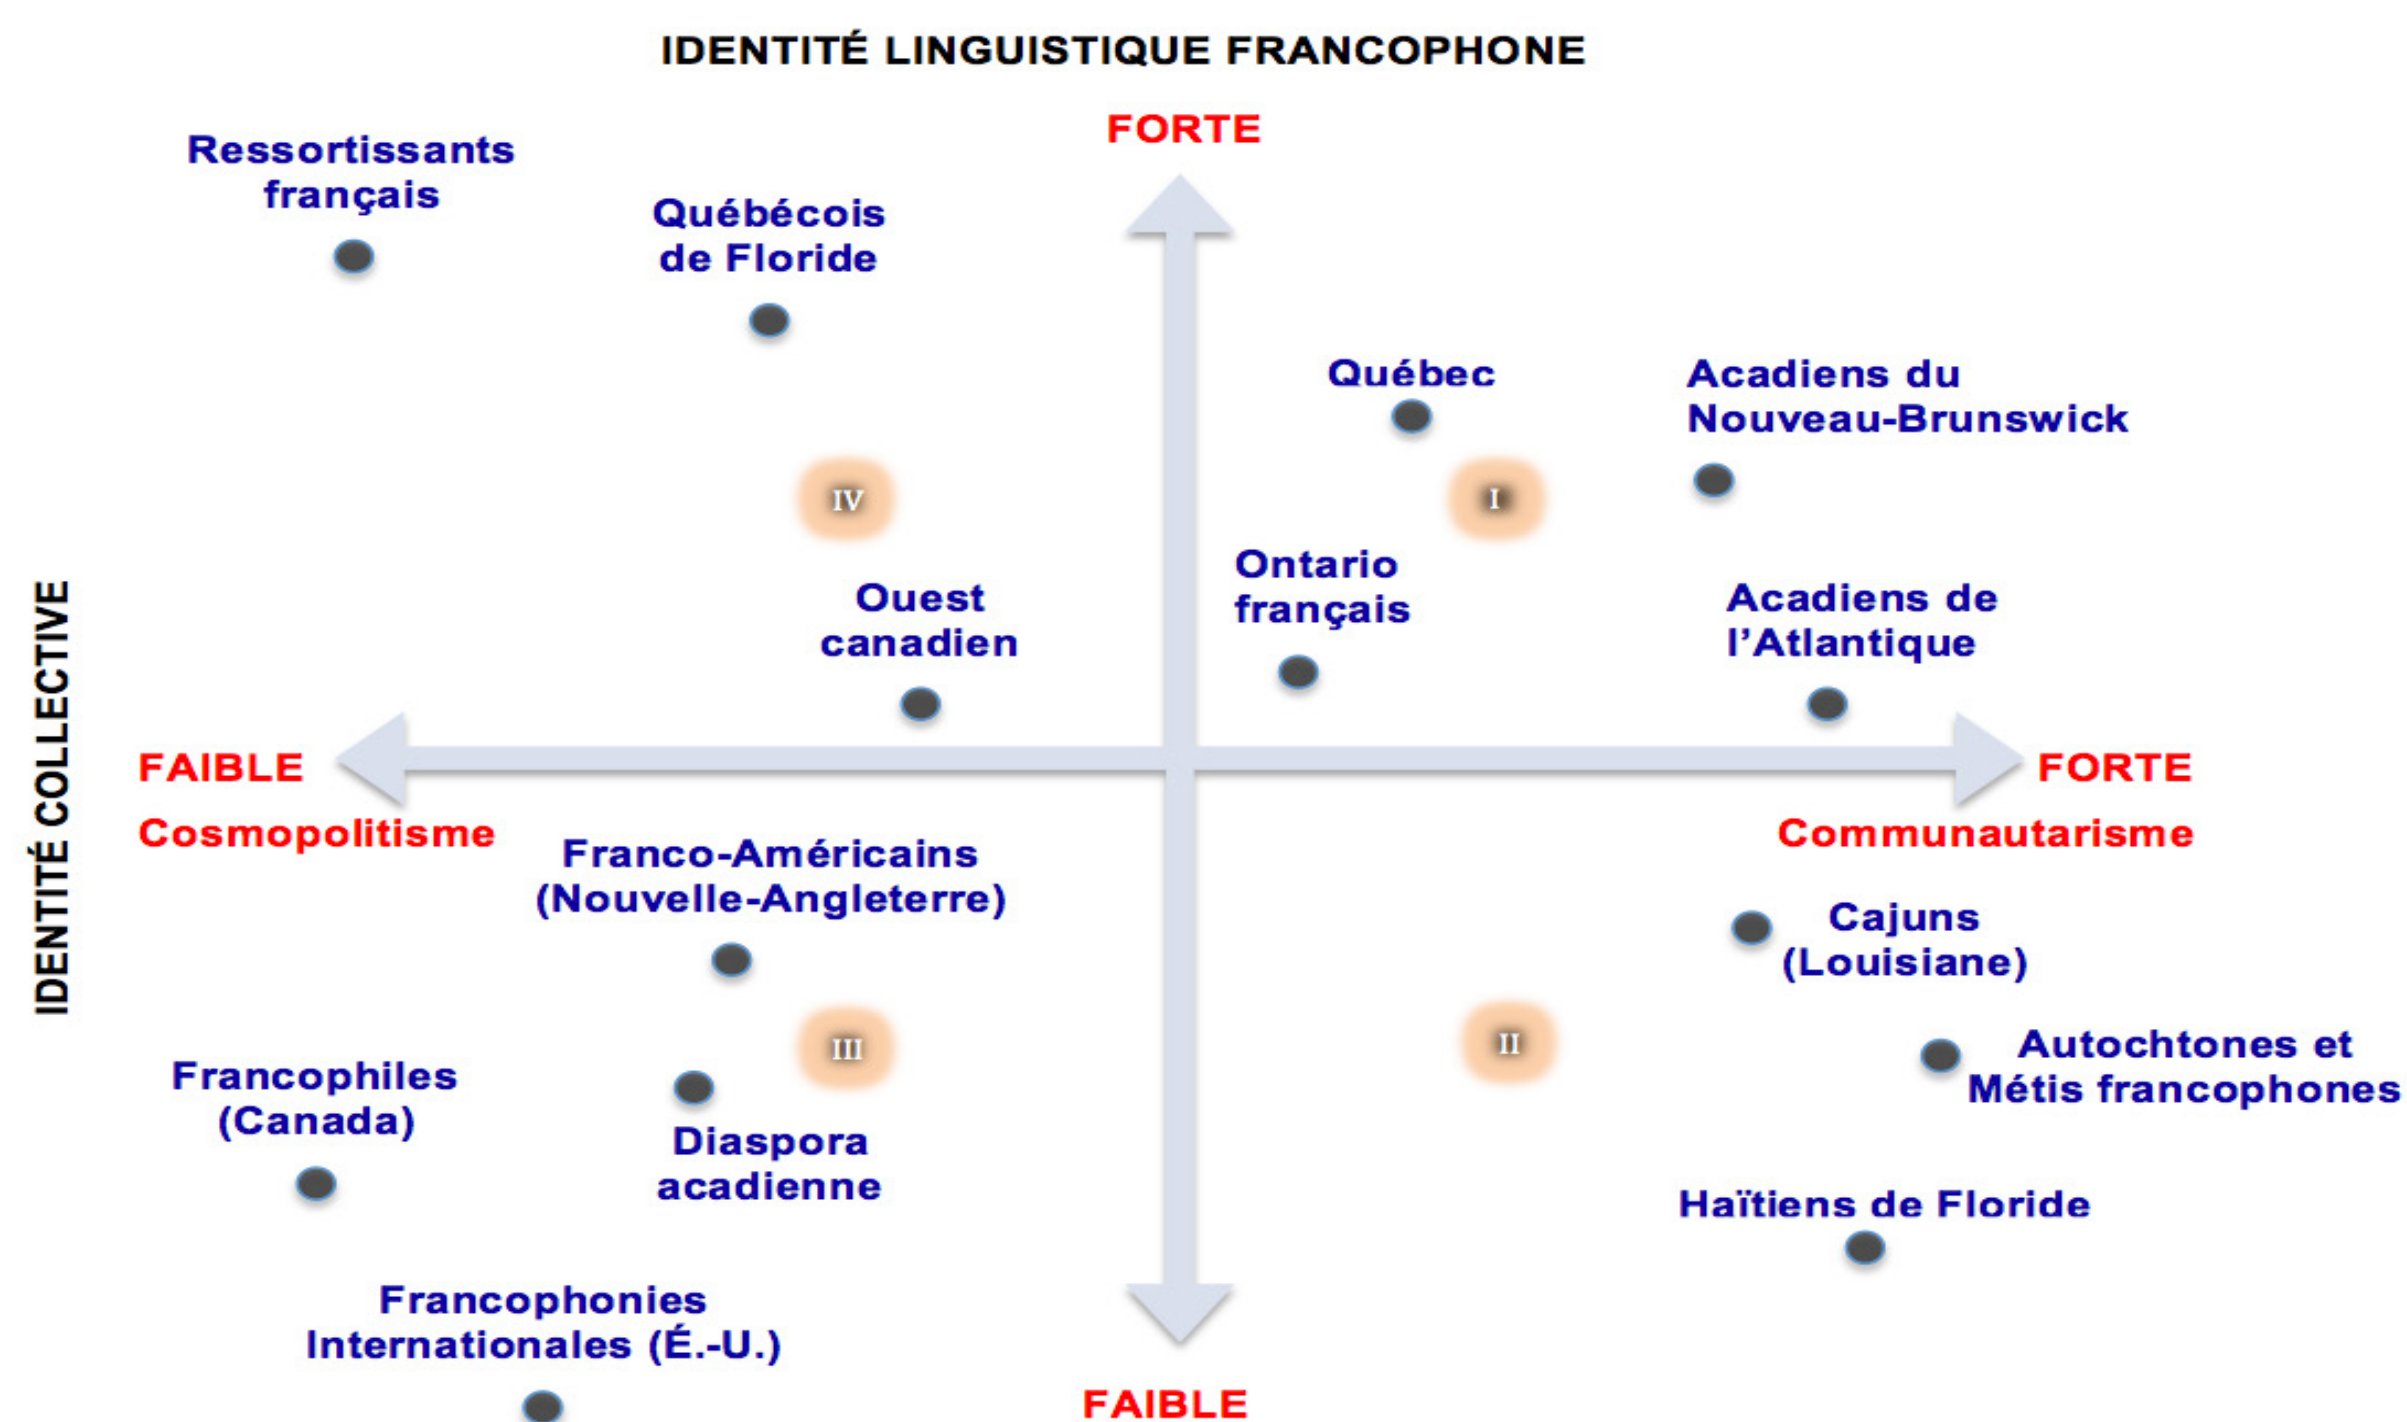 IDENTITÉ LINGUISTIQUE FRANCOPHONE
FORTE
Ressortissants
français
Québécois
de Floride
Québec
Acadiens du
Nouveau-Brunswick
IV
I
Ontario
français
Ouest
canadien
Acadiens de
l’Atlantique
IDENTITÉ COLLECTIVE
FAIBLE
Cosmopolitisme
FORTE
Communautarisme
Franco-Américains
(Nouvelle-Angleterre)
Cajuns
(Louisiane)
III
II
Autochtones et
Métis francophones
Francophiles
(Canada)
Diaspora
acadienne
Haïtiens de Floride
Francophonies
Internationales (É.-U.)
FAIBLE